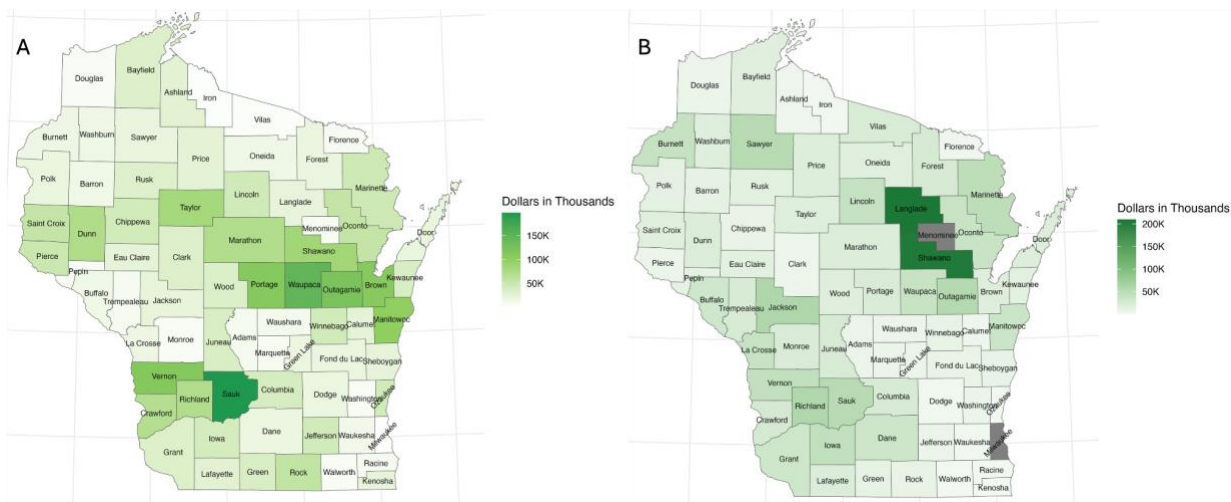 A
Douglas
Bayfield
Ashland
Iron
Vilas
Florence
Burnett
Washburn
Sawyer
Price
Oneida
Forest
Marinette
Polk
Barron
Rusk
Lincoln
Langlade
Taylor
Oconto
Menominee
Saint Croix
Dunn
Chippewa
Marathon
Door
Shawano
Pierce
Pepin
Eau Claire
Clark
Kewaunee
Buffalo
Trempealeau
Jackson
Wood
Portage
Waupaca
Outagamie
Brown
Manitowoc
La Crosse
Monroe
Juneau
Adams
Waushara
Winnebago
Calumet
Marquette
Green Lake
Fond du Lac
Sheboygan
Vernon
Richland
Sauk
Columbia
Dodge
Washington
Ozaukee
Crawford
Iowa
Dane
Jefferson
Waukesha
Milwaukee
Grant
Lafayette
Green
Rock
Walworth
Racine
Kenosha
Dollars in Thousands
150K
100K
50K
B
Douglas
Bayfield
Ashland
Iron
Vilas
Florence
Burnett
Washburn
Sawyer
Price
Oneida
Forest
Marinette
Polk
Barron
Rusk
Lincoln
Langlade
Taylor
Oconto
Menominee
Saint Croix
Dunn
Chippewa
Marathon
Door
Shawano
Pierce
Pepin
Eau Claire
Clark
Kewaunee
Buffalo
Trempealeau
Jackson
Wood
Portage
Waupaca
Outagamie
Brown
Manitowoc
La Crosse
Monroe
Juneau
Adams
Waushara
Winnebago
Calumet
Marquette
Green Lake
Fond du Lac
Sheboygan
Vernon
Richland
Sauk
Columbia
Dodge
Washington
Ozaukee
Crawford
Iowa
Dane
Jefferson
Waukesha
Milwaukee
Grant
Lafayette
Green
Rock
Walworth
Racine
Kenosha
Dollars in Thousands
200K
150K
100K
50K